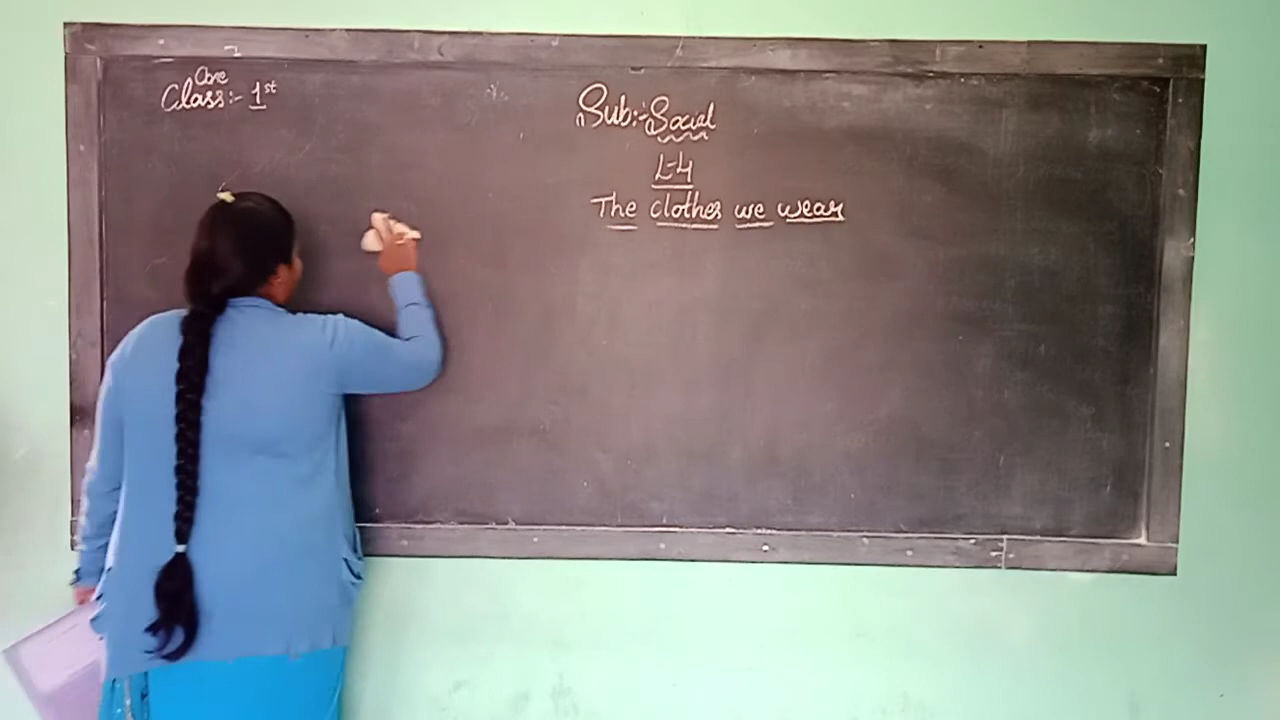 One
Class:- 1st
Sub:- Social
L-4
The clothes we wear